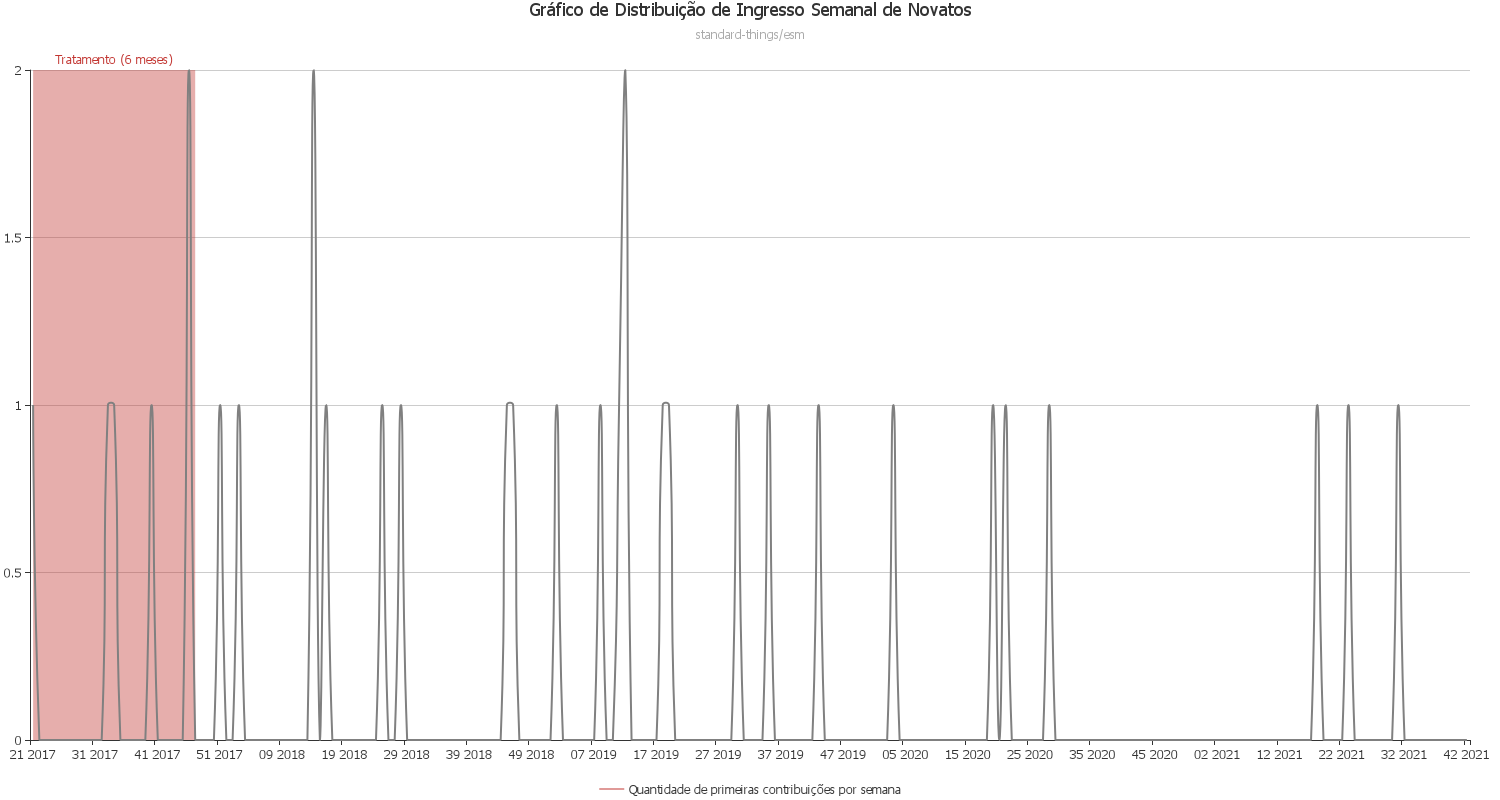 Gráfico de Distribuição de Ingresso Semanal de Novatos
standard-things/esm
Tratamento (6 meses)
2
1.5
1
0.5
0
21 2017 31 2017 41 2017 51 2017 09 2018 19 2018 29 2018 39 2018 49 2018 07 2019 17 2019 27 2019 37 2019 47 2019 05 2020 15 2020 25 2020 35 2020 45 2020 02 2021 12 2021 22 2021 32 2021 42 2021
Quantidade de primeiras contribuições por semana